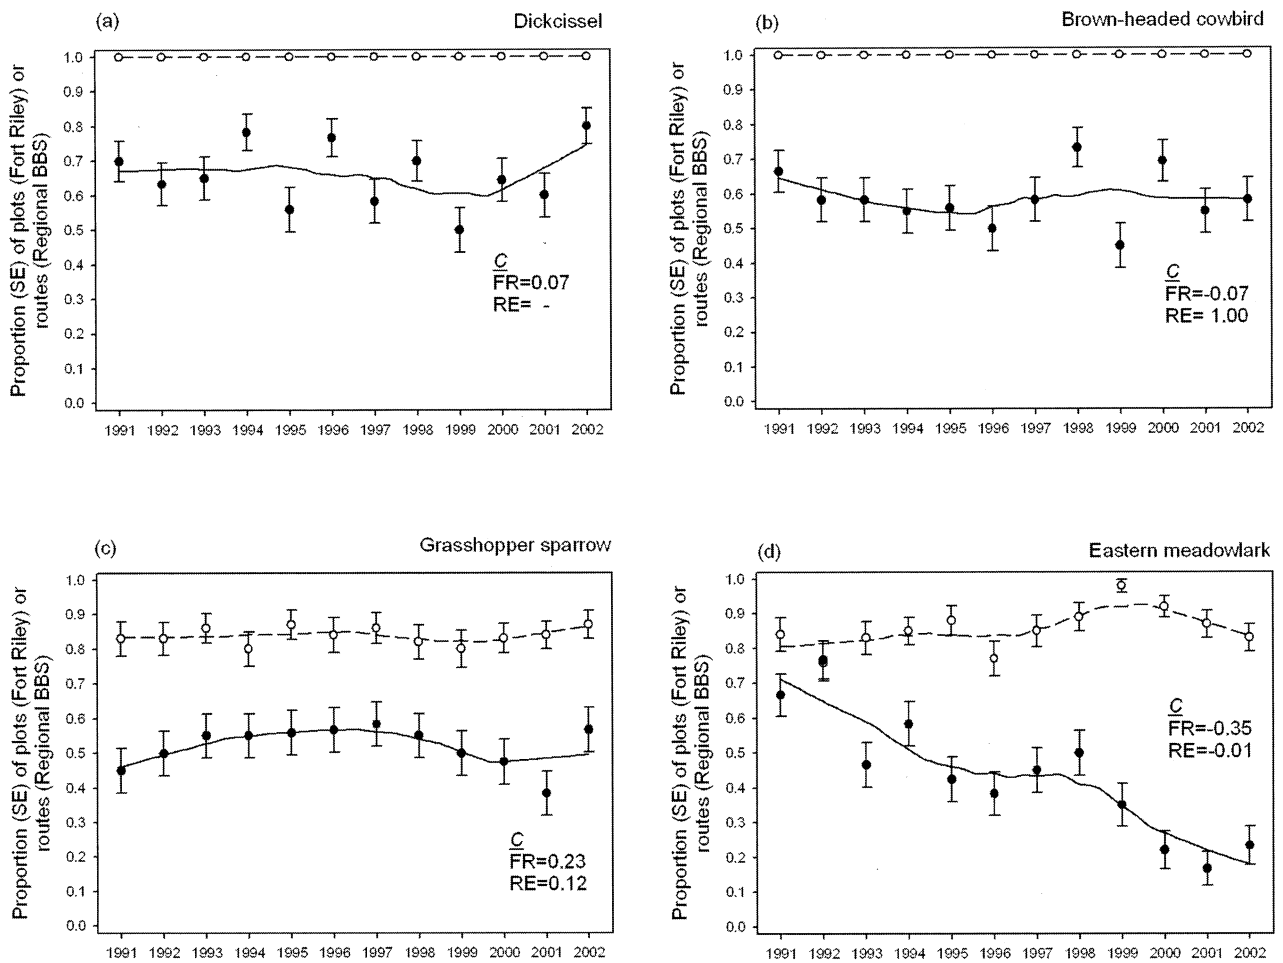 (a)
Dickcissel
Proportion (SE) of plots (Fort Riley) or
routes (Regional BBS)
1.0
0.9
0.8
0.7
0.6
0.5
0.4
0.3
0.2
0.1
0.0
C
FR=0.07
RE= -
1991 1992 1993 1994 1995 1996 1997 1998 1999 2000 2001 2002
(b)
Brown-headed cowbird
Proportion (SE) of plots (Fort Riley) or
routes (Regional BBS)
1.0
0.9
0.8
0.7
0.6
0.5
0.4
0.3
0.2
0.1
0.0
C
FR=-0.07
RE= 1.00
1991 1992 1993 1994 1995 1996 1997 1998 1999 2000 2001 2002
(c)
Grasshopper sparrow
Proportion (SE) of plots (Fort Riley) or
routes (Regional BBS)
1.0
0.9
0.8
0.7
0.6
0.5
0.4
0.3
0.2
0.1
0.0
C
FR=0.23
RE=0.12
1991 1992 1993 1994 1995 1996 1997 1998 1999 2000 2001 2002
(d)
Eastern meadowlark
Proportion (SE) of plots (Fort Riley) or
routes (Regional BBS)
1.0
0.9
0.8
0.7
0.6
0.5
0.4
0.3
0.2
0.1
0.0
C
FR=-0.35
RE=-0.01
1991 1992 1993 1994 1995 1996 1997 1998 1999 2000 2001 2002